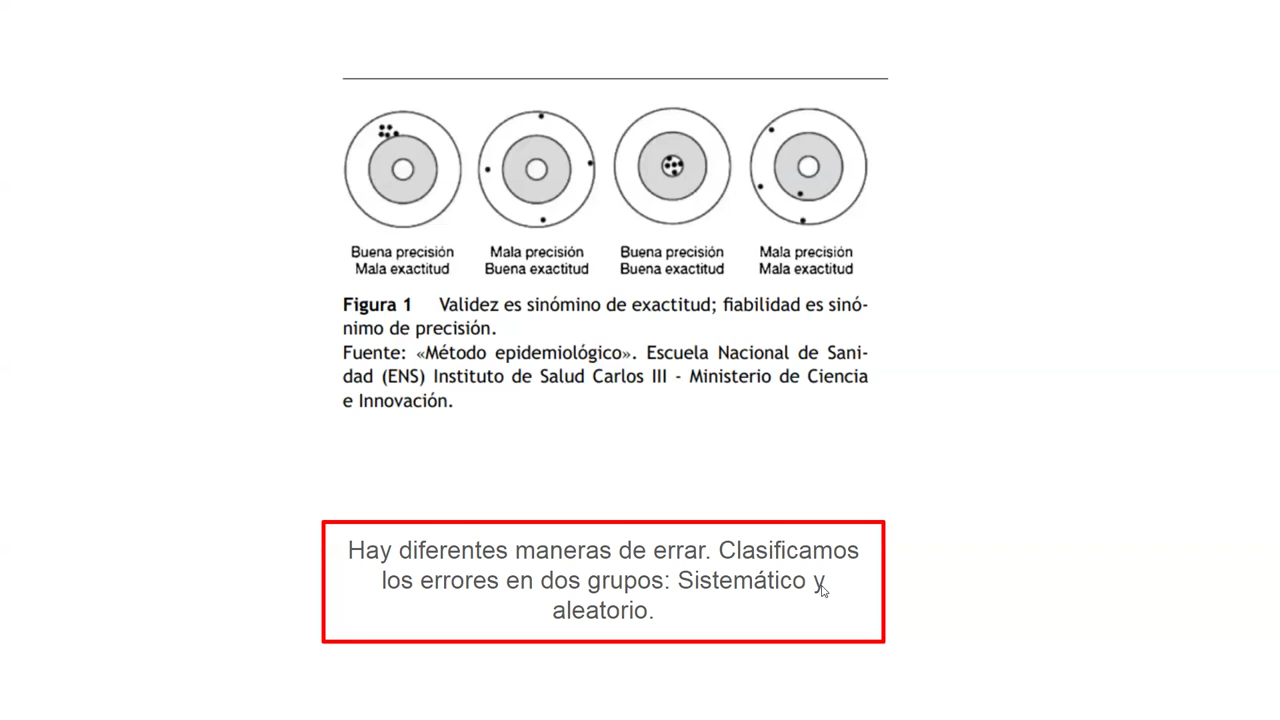 Buena precisión
Mala exactitud
Mala precisión
Buena exactitud
Buena precisión
Buena exactitud
Mala precisión
Mala exactitud
Figura 1 Validez es sinómino de exactitud; fiabilidad es sinó-
nimo de precisión.
Fuente: «Método epidemiológico». Escuela Nacional de Sani-
dad (ENS) Instituto de Salud Carlos III - Ministerio de Ciencia
e Innovación.
Hay diferentes maneras de errar. Clasificamos
los errores en dos grupos: Sistemático y
aleatorio.